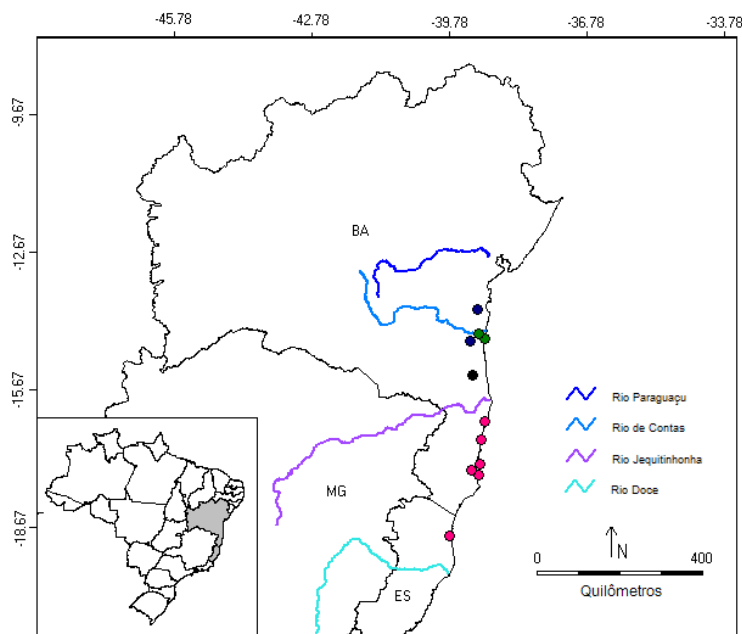 -45.78 -42.78 -39.78 -36.78 -33.78
-9.67
BA
-12.67
-15.67
Rio Paraguaçu
Rio de Contas
Rio Jequitinhonha
MG
Rio Doce
-18.67
N
0 400
ES
Quilômetros